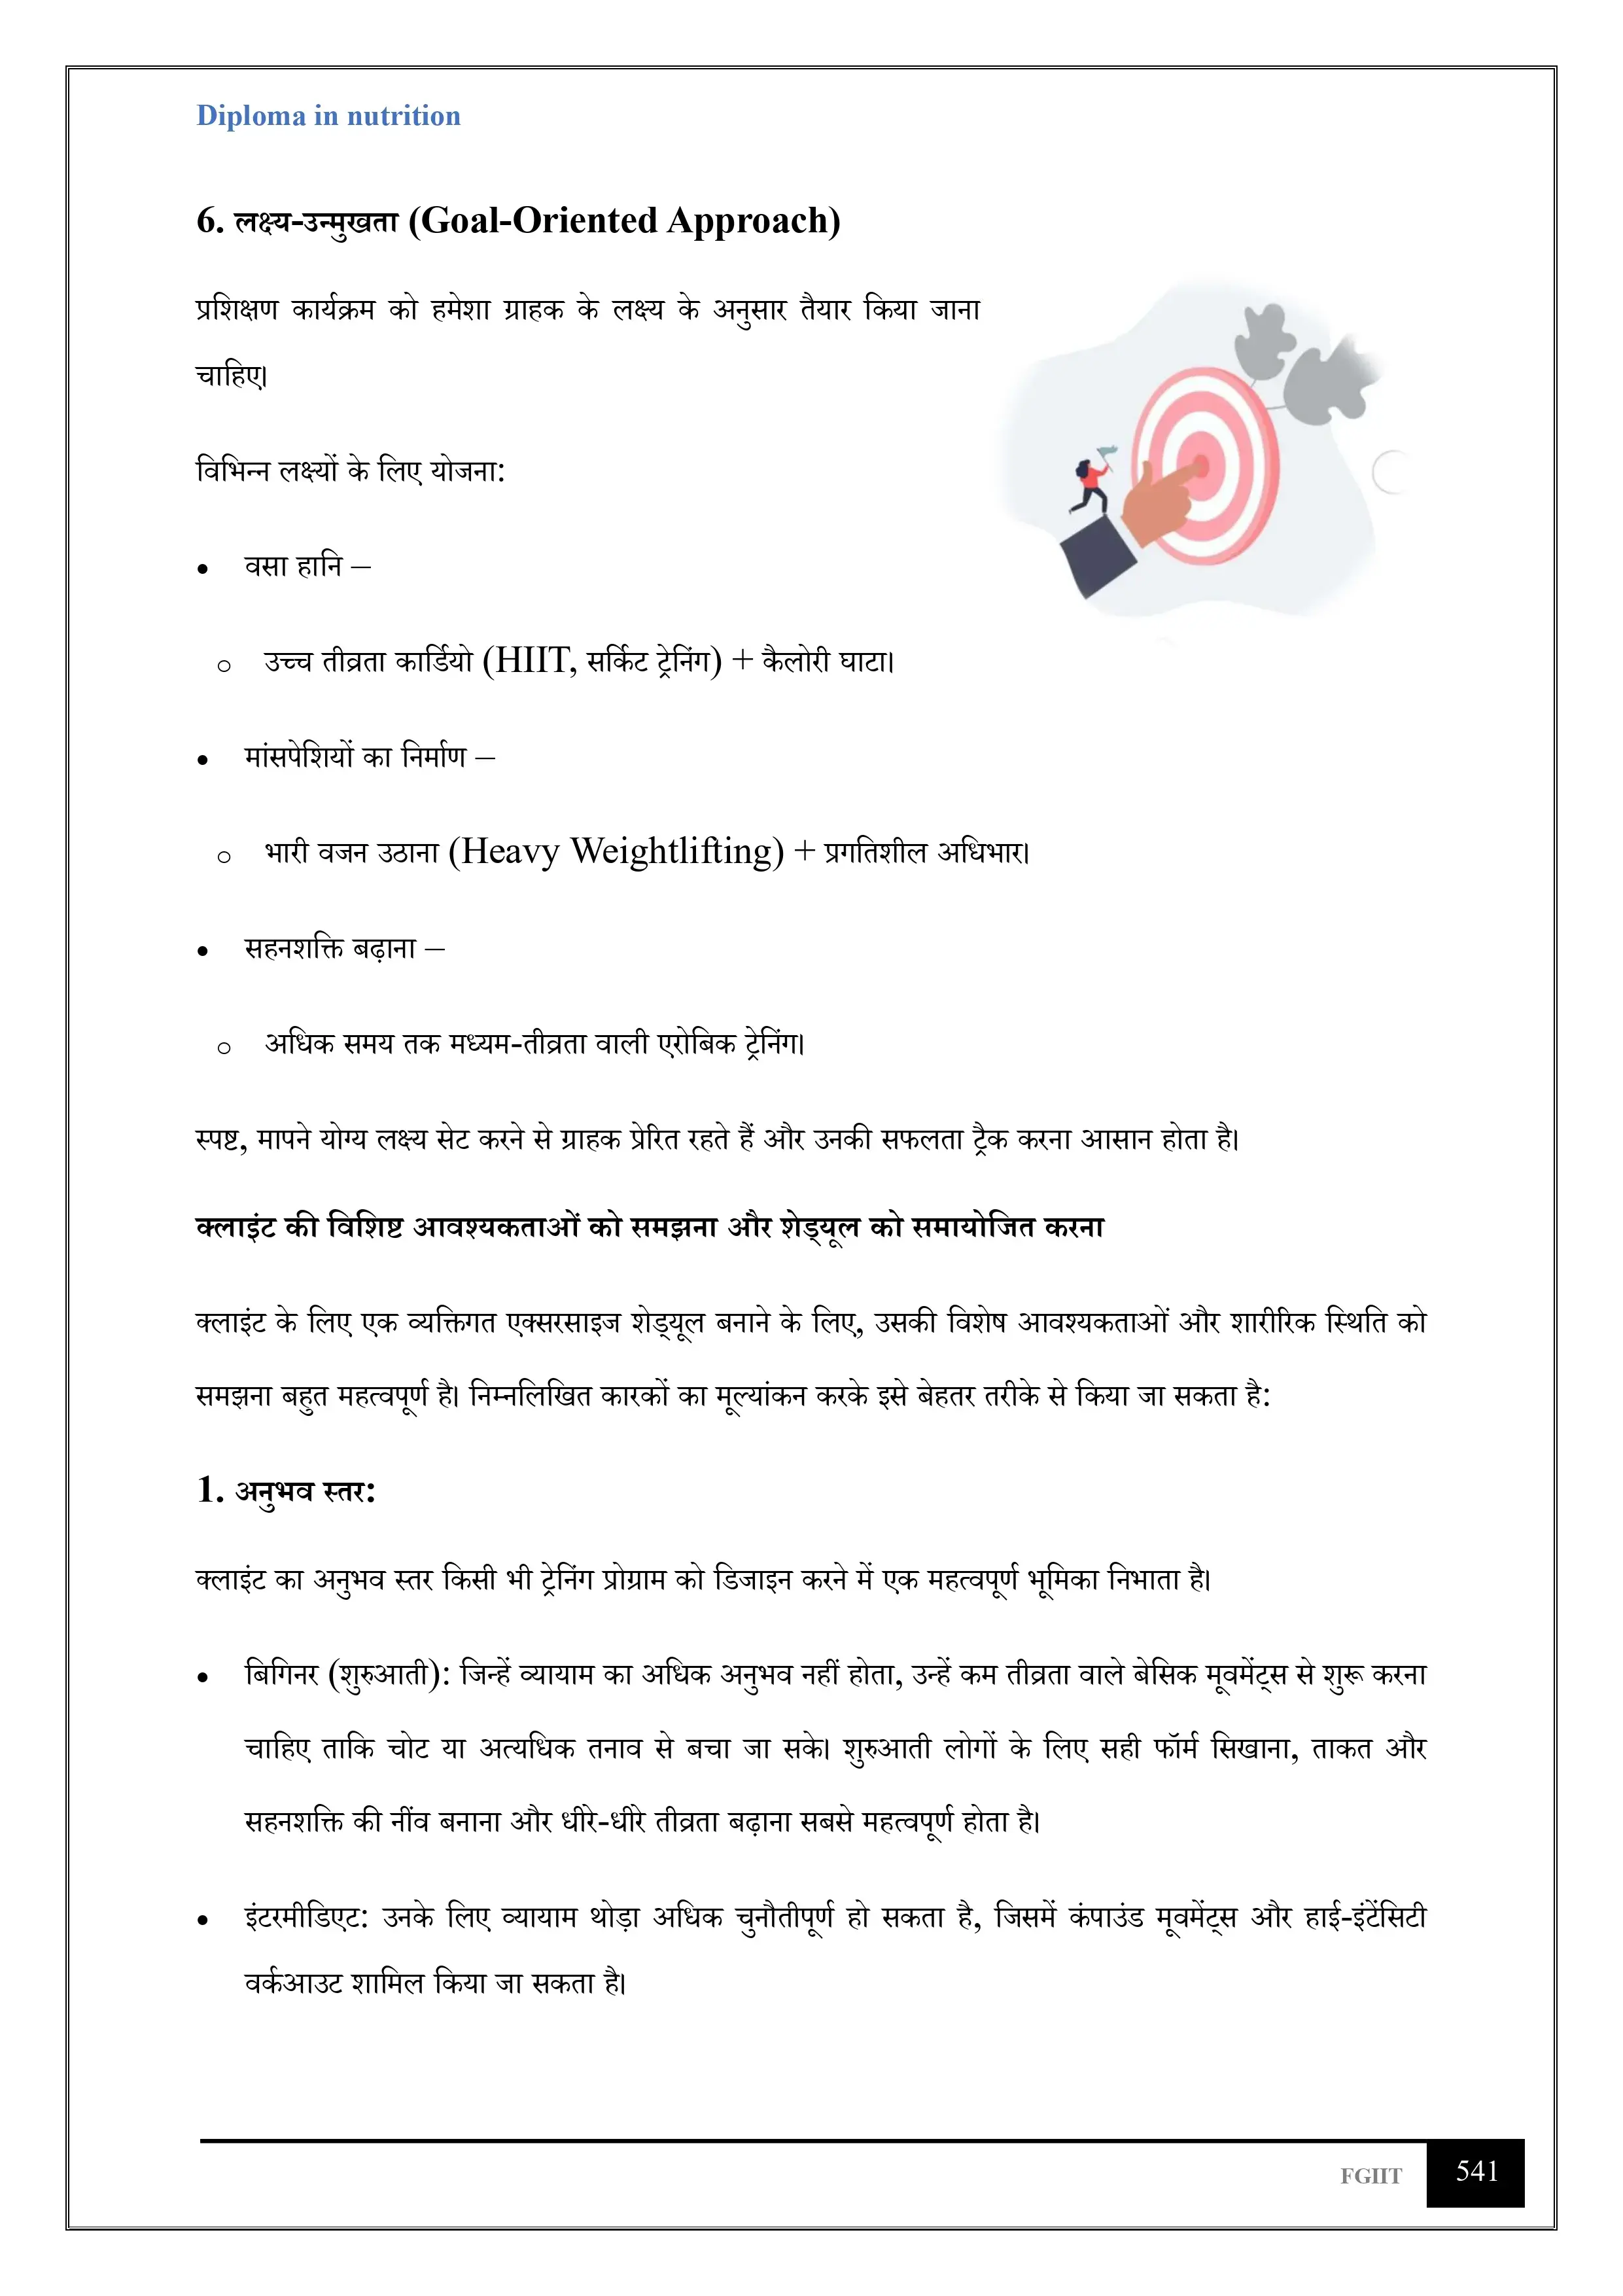 Diploma in nutrition
6. लक्ष्य-उन्मुखता (Goal-Oriented Approach)
प्रशिक्षण कार्यक्रम को हमेशा ग्राहक के लक्ष्य के अनुसार तैयार किया जाना
चाहिए।
विभिन्न लक्ष्यों के लिए योजना:
• वसा हानि –
o उच्च तीव्रता कार्डियो (HIIT, सर्किट ट्रेनिंग) + कैलोरी घाटा।
• मांसपेशियों का निर्माण –
o भारी वजन उठाना (Heavy Weightlifting) + प्रगतिशील अधिभार।
• सहनशक्ति बढ़ाना –
o अधिक समय तक मध्यम-तीव्रता वाली एरोबिक ट्रेनिंग।
स्पष्ट, मापने योग्य लक्ष्य सेट करने से ग्राहक प्रेरित रहते हैं और उनकी सफलता ट्रैक करना आसान होता है।
क्लाइंट की विशिष्ट आवश्यकताओं को समझना और शेड्यूल को समायोजित करना
क्लाइंट के लिए एक व्यक्तिगत एक्सरसाइज शेड्यूल बनाने के लिए, उसकी विशेष आवश्यकताओं और शारीरिक स्थिति को
समझना बहुत महत्वपूर्ण है। निम्नलिखित कारकों का मूल्यांकन करके इसे बेहतर तरीके से किया जा सकता है:
1. अनुभव स्तर:
क्लाइंट का अनुभव स्तर किसी भी ट्रेनिंग प्रोग्राम को डिजाइन करने में एक महत्वपूर्ण भूमिका निभाता है।
• बिगिनर (शुरुआती): जिन्हें व्यायाम का अधिक अनुभव नहीं होता, उन्हें कम तीव्रता वाले बेसिक मूवमेंट्स से शुरू करना
चाहिए ताकि चोट या अत्यधिक तनाव से बचा जा सके। शुरुआती लोगों के लिए सही फॉर्म सिखाना, ताकत और
सहनशक्ति की नींव बनाना और धीरे-धीरे तीव्रता बढ़ाना सबसे महत्वपूर्ण होता है।
• इंटरमीडिएट: उनके लिए व्यायाम थोड़ा अधिक चुनौतीपूर्ण हो सकता है, जिसमें कंपाउंड मूवमेंट्स और हाई-इंटेंसिटी
वर्कआउट शामिल किया जा सकता है।
FGIIT 541